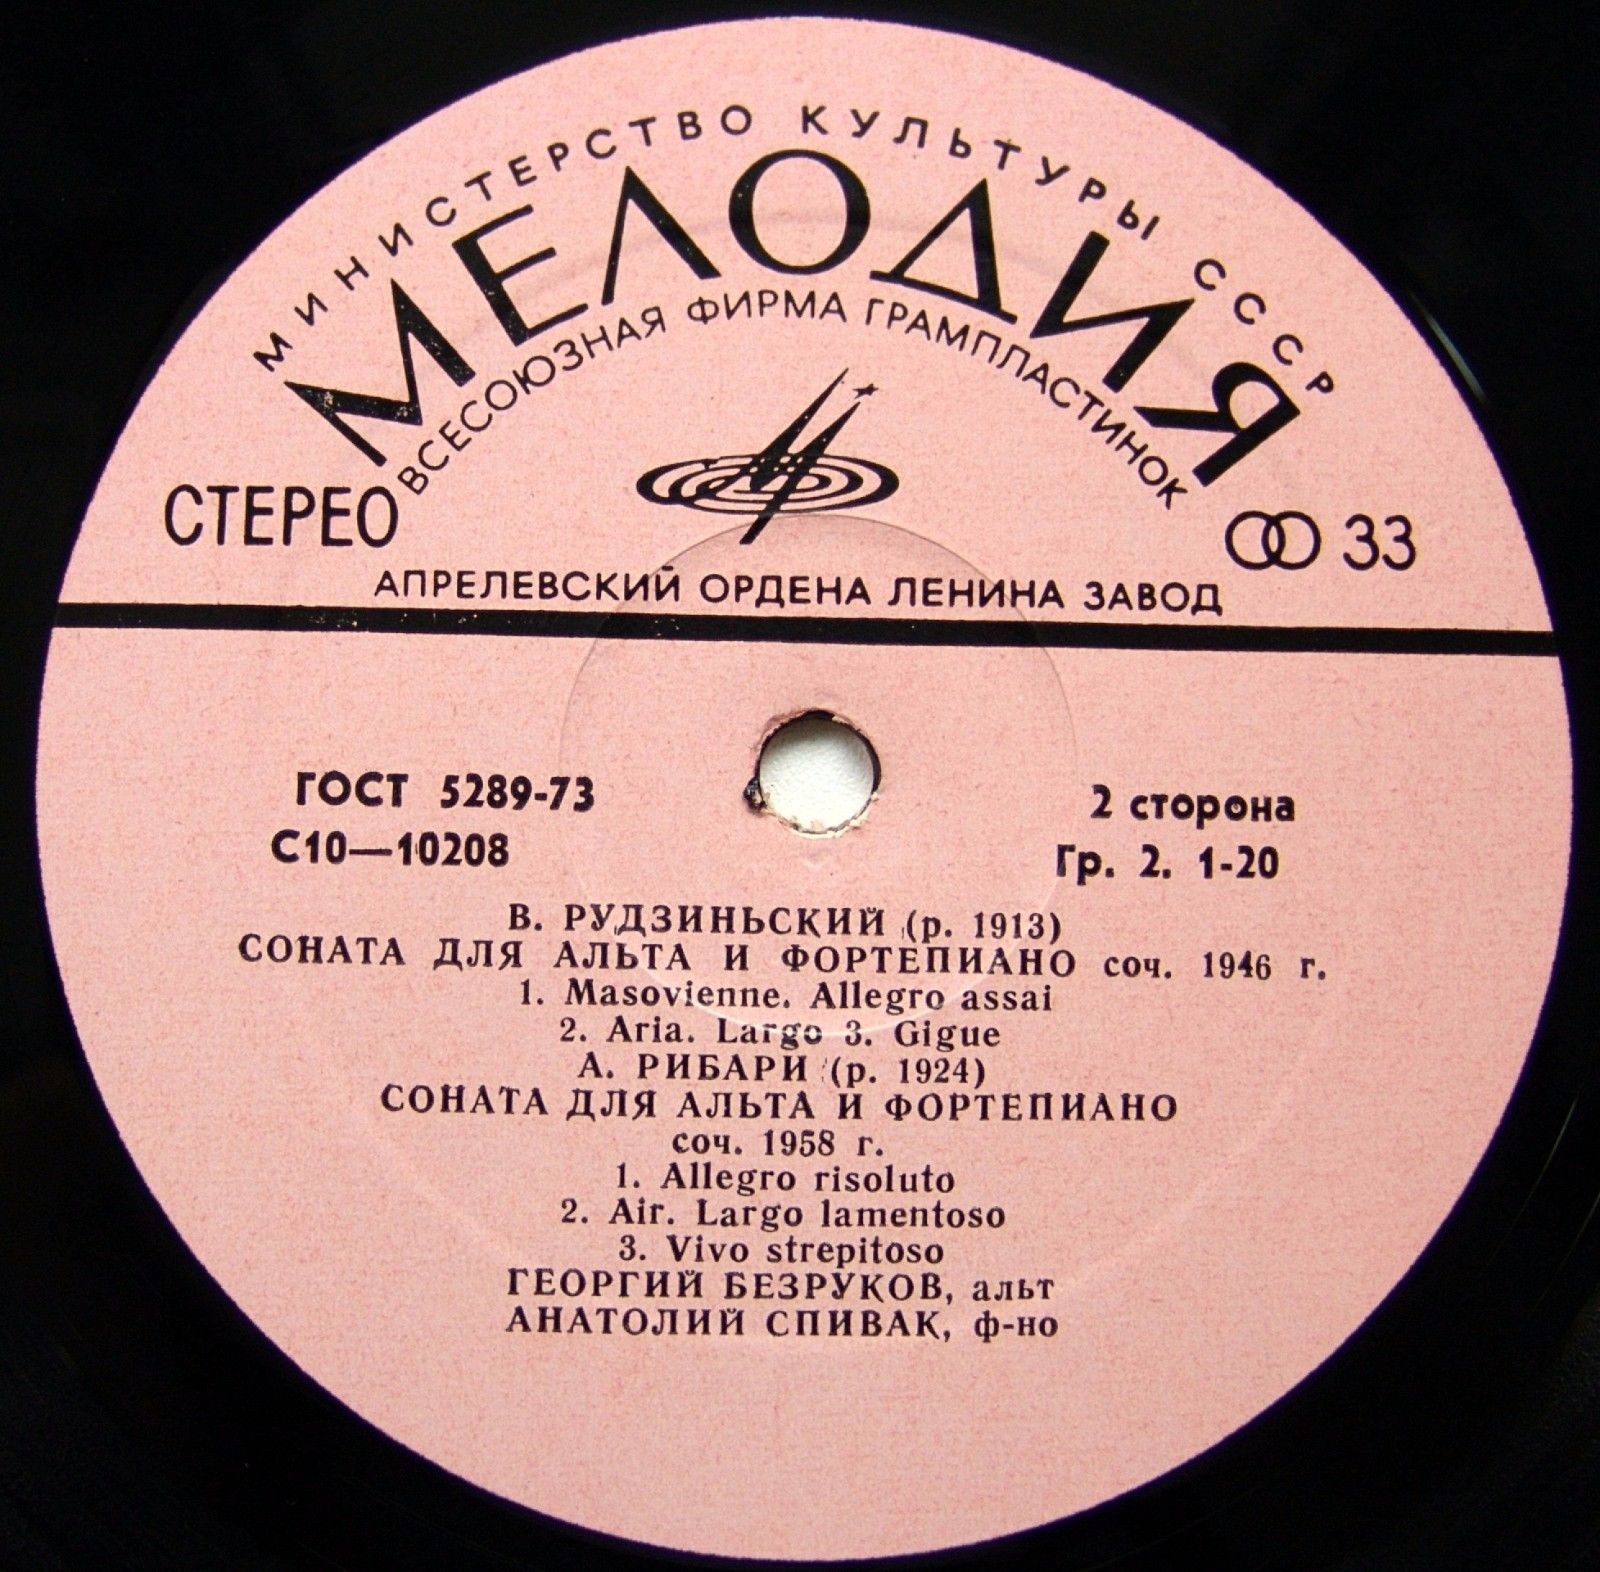 МИНИСТЕРСТВО КУЛЬТУРЫ СССР
МЕЛОДИЯ
ВСЕСОЮЗНАЯ ФИРМА ГРАМПЛАСТИНОК
СТЕРЕО
33
АПРЕЛЕВСКИЙ ОРДЕНА ЛЕНИНА ЗАВОД
ГОСТ 5289-73
2 сторона
С10—10208
Гр. 2. 1-20
В. РУДЗИНЬСКИЙ (р. 1913)
СОНАТА ДЛЯ АЛЬТА И ФОРТЕПИАНО соч. 1946 г.
1. Masovienne. Allegro assai
2. Aria. Largo 3. Gigue
А. РИБАРИ (р. 1924)
СОНАТА ДЛЯ АЛЬТА И ФОРТЕПИАНО
соч. 1958 г.
1. Allegro risoluto
2. Air. Largo lamentoso
3. Vivo strepitoso
ГЕОРГИЙ БЕЗРУКОВ, альт
АНАТОЛИЙ СПИВАК, ф-но